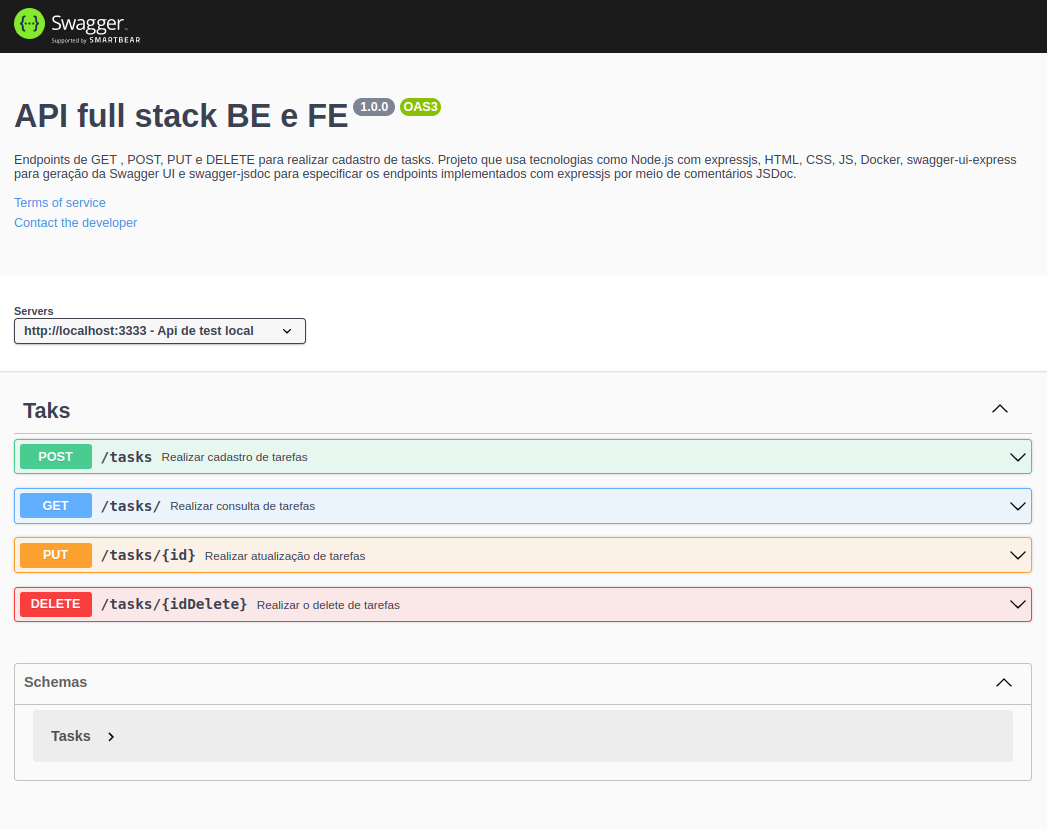 {···} Swagger
Supported by SMARTBEAR
API full stack BE e FE 1.0.0 OAS3
Endpoints de GET , POST, PUT e DELETE para realizar cadastro de tasks. Projeto que usa tecnologias como Node.js com expressjs, HTML, CSS, JS, Docker, swagger-ui-express
para geração da Swagger UI e swagger-jsdoc para especificar os endpoints implementados com expressjs por meio de comentários JSDoc.
Terms of service
Contact the developer
Servers
http://localhost:3333 - Api de test local
Taks
POST /tasks Realizar cadastro de tarefas
GET /tasks/ Realizar consulta de tarefas
PUT /tasks/{id} Realizar atualização de tarefas
DELETE /tasks/{idDelete} Realizar o delete de tarefas
Schemas
Tasks